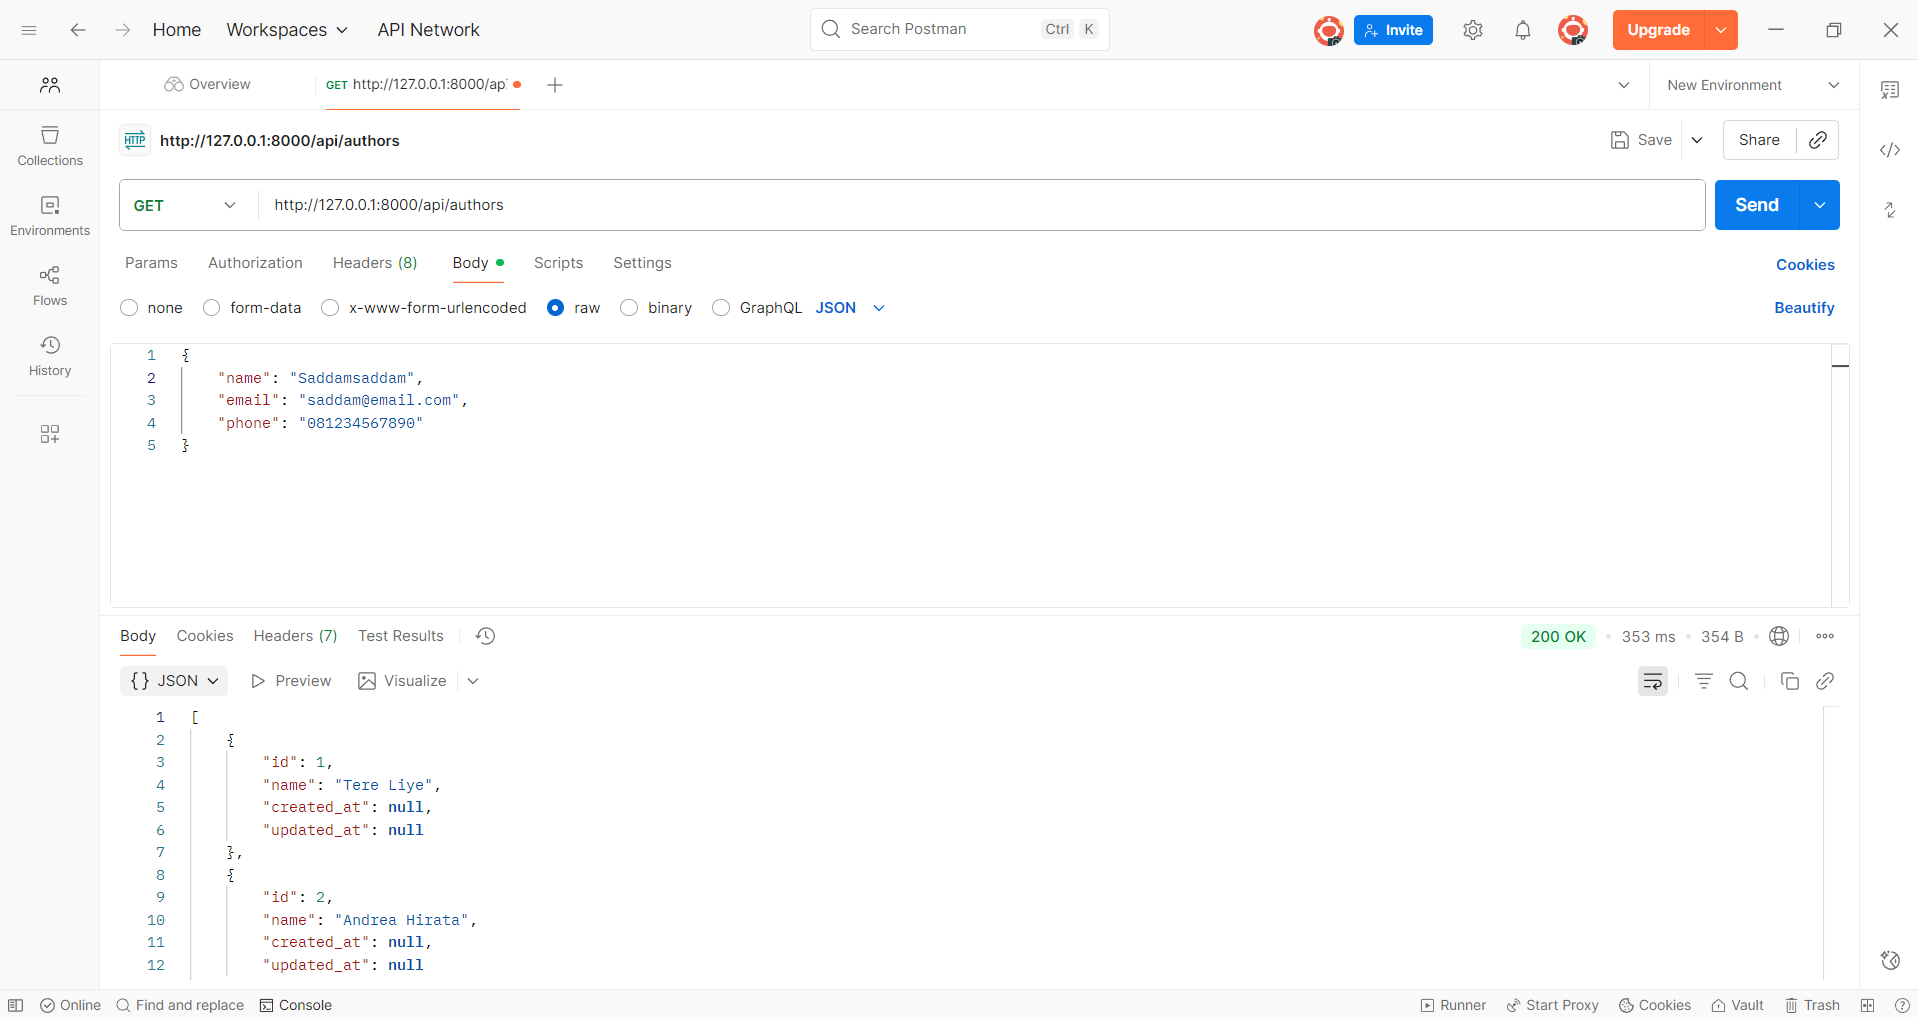 Home Workspaces API Network Search Postman Ctrl K Invite Upgrade
Overview GET http://127.0.0.1:8000/ap New Environment
HTTP http://127.0.0.1:8000/api/authors Save Share
GET http://127.0.0.1:8000/api/authors Send
Collections
Environments
Flows
History
Params Authorization Headers (8) Body Scripts Settings Cookies
none form-data x-www-form-urlencoded raw binary GraphQL JSON Beautify
1 {
2 "name": "Saddamsaddam",
3 "email": "saddam@email.com",
4 "phone": "081234567890"
5 }
Body Cookies Headers (7) Test Results 200 OK • 353 ms • 354 B •
{} JSON Preview Visualize
1 [
2 {
3 "id": 1,
4 "name": "Tere Liye",
5 "created_at": null,
6 "updated_at": null
7 },
8 {
9 "id": 2,
10 "name": "Andrea Hirata",
11 "created_at": null,
12 "updated_at": null
Online Find and replace Console Runner Start Proxy Cookies Vault Trash